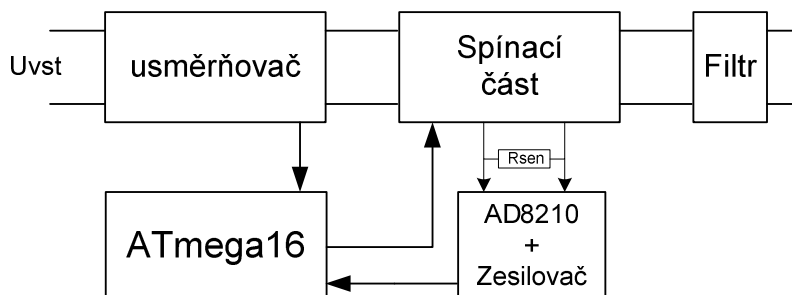 Uvst
usměrňovač
Spínací
část
Filtr
Rsen
ATmega16
AD8210
+
Zesilovač